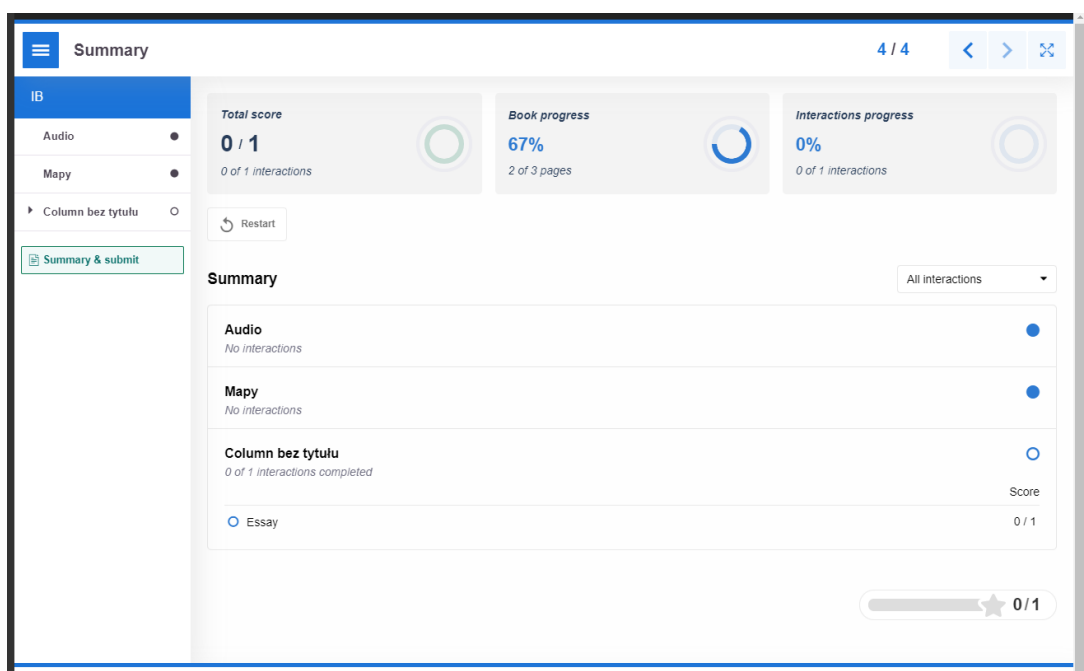 Summary
4 / 4
IB
Audio
Mapy
Column bez tytułu
Summary & submit
Total score
0 / 1
0 of 1 interactions
Book progress
67%
2 of 3 pages
Interactions progress
0%
0 of 1 interactions
Restart
Summary
All interactions
Audio
No interactions
Mapy
No interactions
Column bez tytułu
0 of 1 interactions completed
Score
Essay 0 / 1
0/1